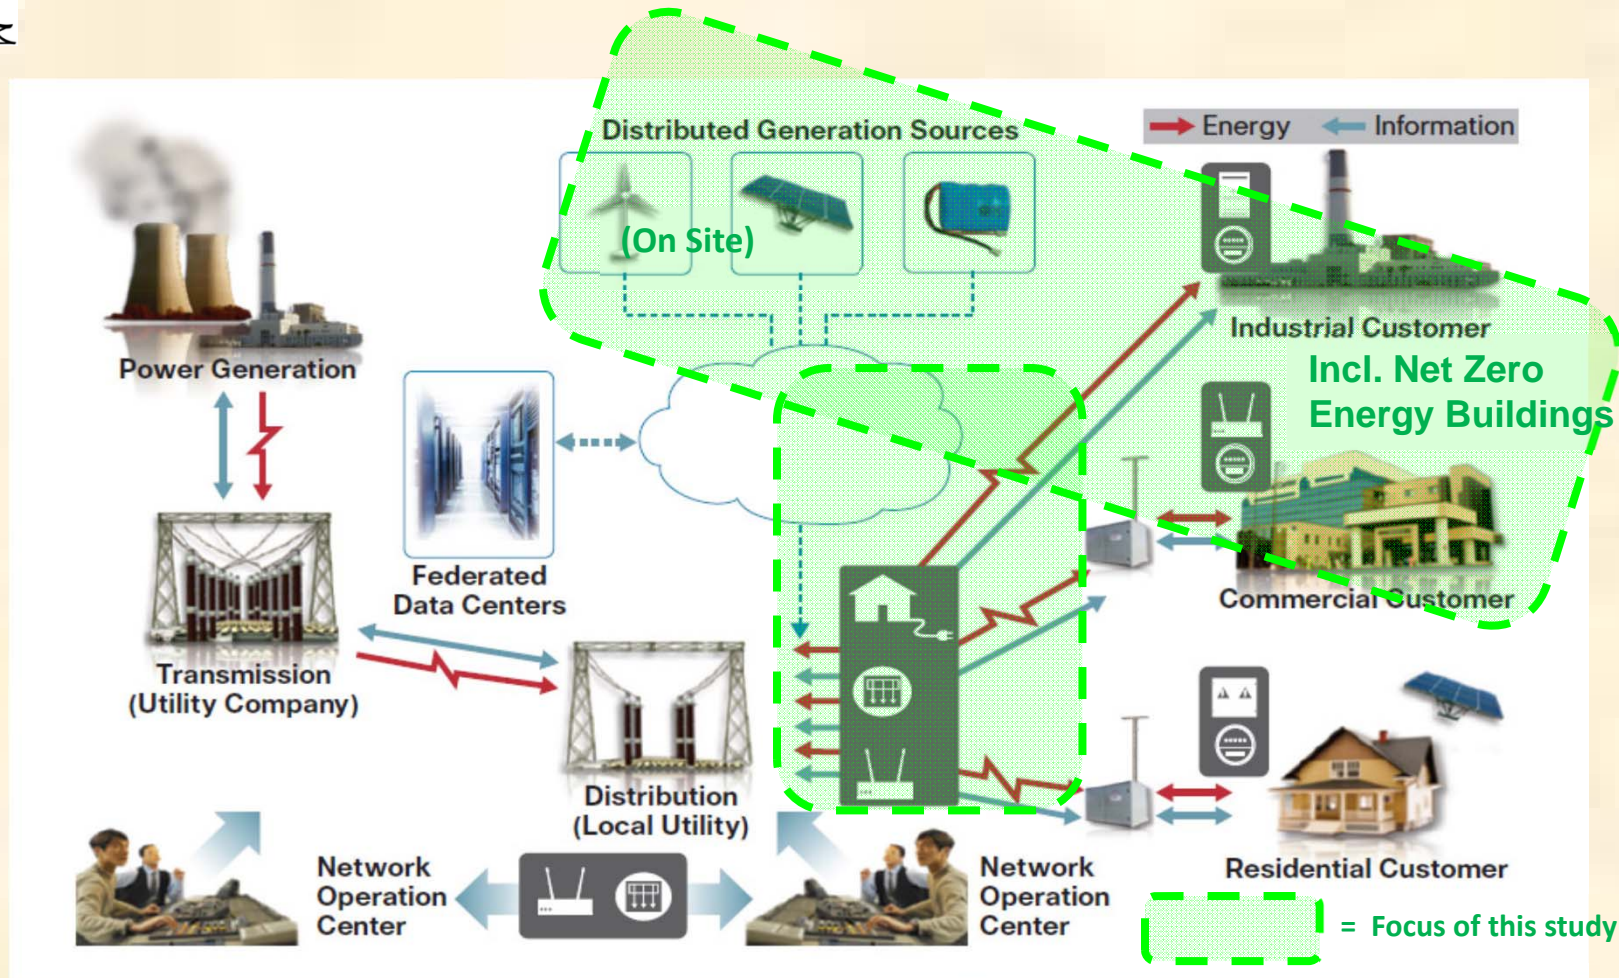 Distributed Generation Sources
Energy
Information
(On Site)
Power Generation
Industrial Customer
Incl. Net Zero
Energy Buildings
Federated
Data Centers
Commercial Customer
Transmission
(Utility Company)
Distribution
(Local Utility)
Network
Operation
Center
Network
Operation
Center
Residential Customer
= Focus of this study